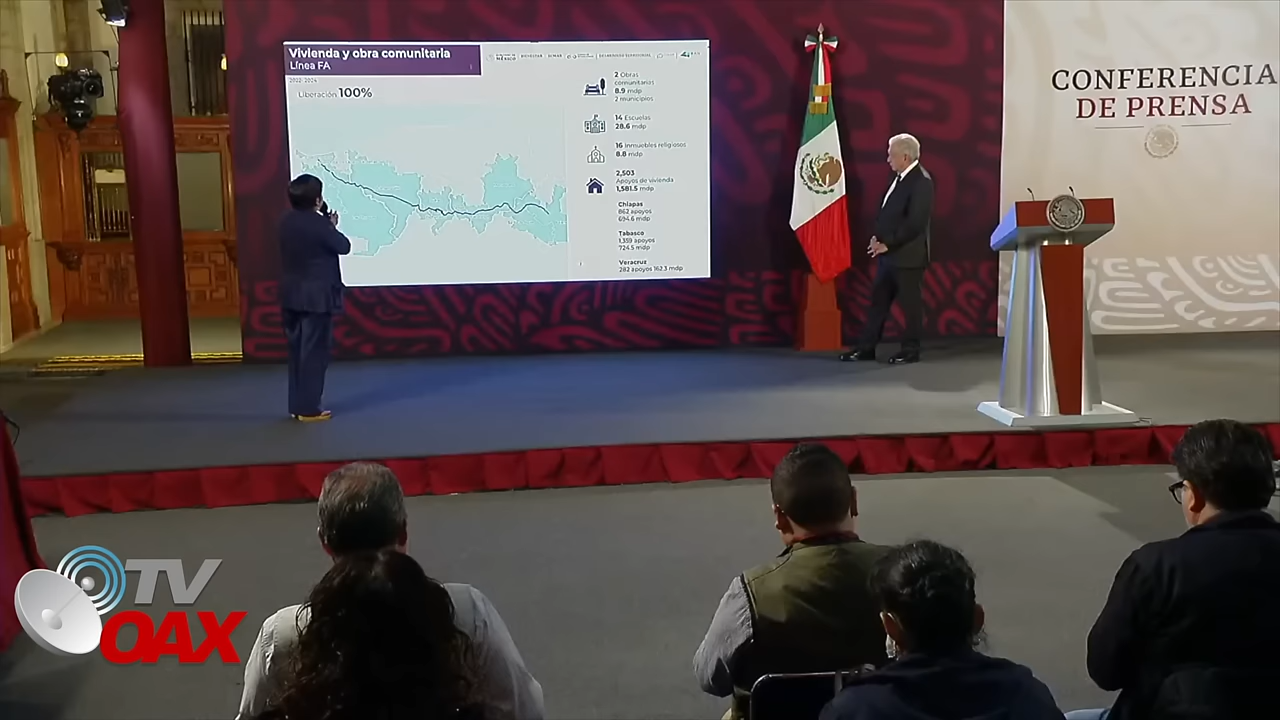 Vivienda y obra comunitaria
Línea FA
2022-2024
Liberación 100%
MÉXICO
BIENESTAR
2 Obras
comunitarias
8.9 mdp
2 municipios
14 Escuelas
28.6 mdp
16 inmuebles religiosos
8.8 mdp
2,503
Apoyos de vivienda
1,581.5 mdp
Chiapas
862 apoyos
694.6 mdp
Tabasco
1,359 apoyos
724.5 mdp
Veracruz
282 apoyos 162.3 mdp
CONFERENCIA
DE PRENSA
TV
OAX